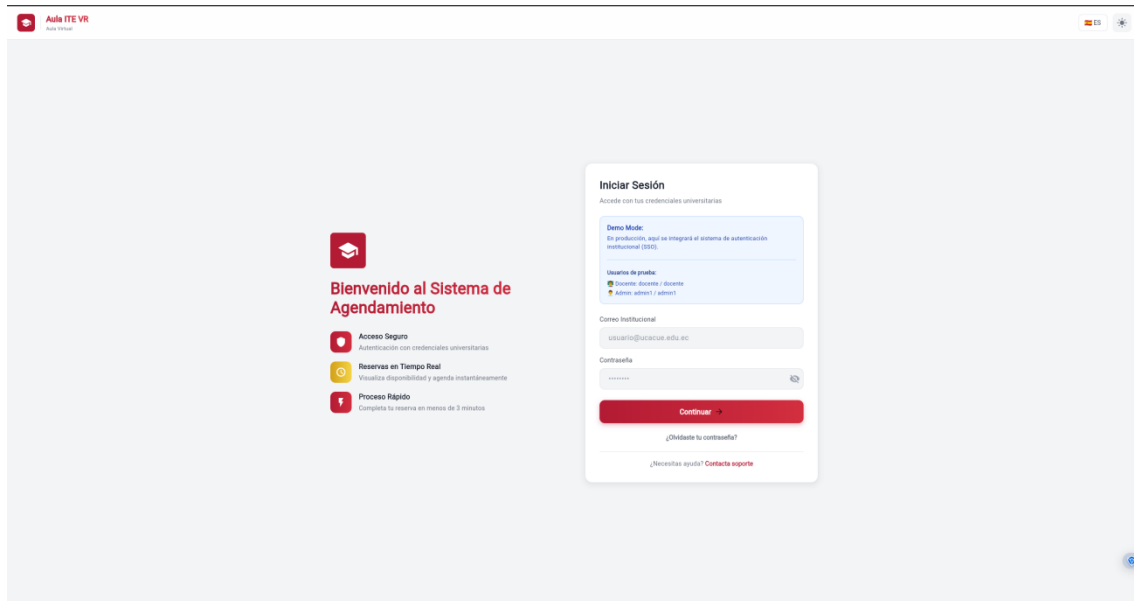 Aula ITE VR
Aula Virtual
ES
Bienvenido al Sistema de
Agendamiento
Acceso Seguro
Autenticación con credenciales universitarias
Reservas en Tiempo Real
Visualiza disponibilidad y agenda instantáneamente
Proceso Rápido
Completa tu reserva en menos de 3 minutos
Iniciar Sesión
Accede con tus credenciales universitarias
Demo Mode:
En producción, aquí se integrará el sistema de autenticación
institucional (SSO).
Usuarios de prueba:
Docente: docente / docente
Admin: admin1 / admin1
Correo Institucional
usuario@ucacue.edu.ec
Contraseña
••••••••
Continuar →
¿Olvidaste tu contraseña?
¿Necesitas ayuda? Contacta soporte